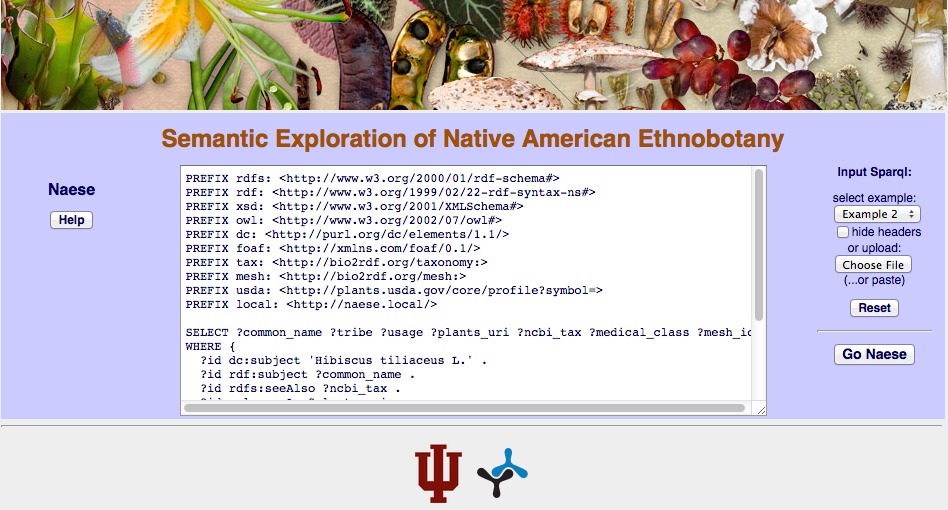 Semantic Exploration of Native American Ethnobotany
Naese
Help
PREFIX rdfs: <http://www.w3.org/2000/01/rdf-schema#>
PREFIX rdf: <http://www.w3.org/1999/02/22-rdf-syntax-ns#>
PREFIX xsd: <http://www.w3.org/2001/XMLSchema#>
PREFIX owl: <http://www.w3.org/2002/07/owl#>
PREFIX dc: <http://purl.org/dc/elements/1.1/>
PREFIX foaf: <http://xmlns.com/foaf/0.1/>
PREFIX tax: <http://bio2rdf.org/taxonomy:>
PREFIX mesh: <http://bio2rdf.org/mesh:>
PREFIX usda: <http://plants.usda.gov/core/profile?symbol=>
PREFIX local: <http://naese.local/>
SELECT ?common_name ?tribe ?usage ?plants_uri ?ncbi_tax ?medical_class ?mesh_id
WHERE {
?id dc:subject 'Hibiscus tiliaceus L.' .
?id rdf:subject ?common_name .
?id rdfs:seeAlso ?ncbi_tax .
Input Sparql:
select example:
Example 2
hide headers
or upload:
Choose File
(...or paste)
Reset
Go Naese